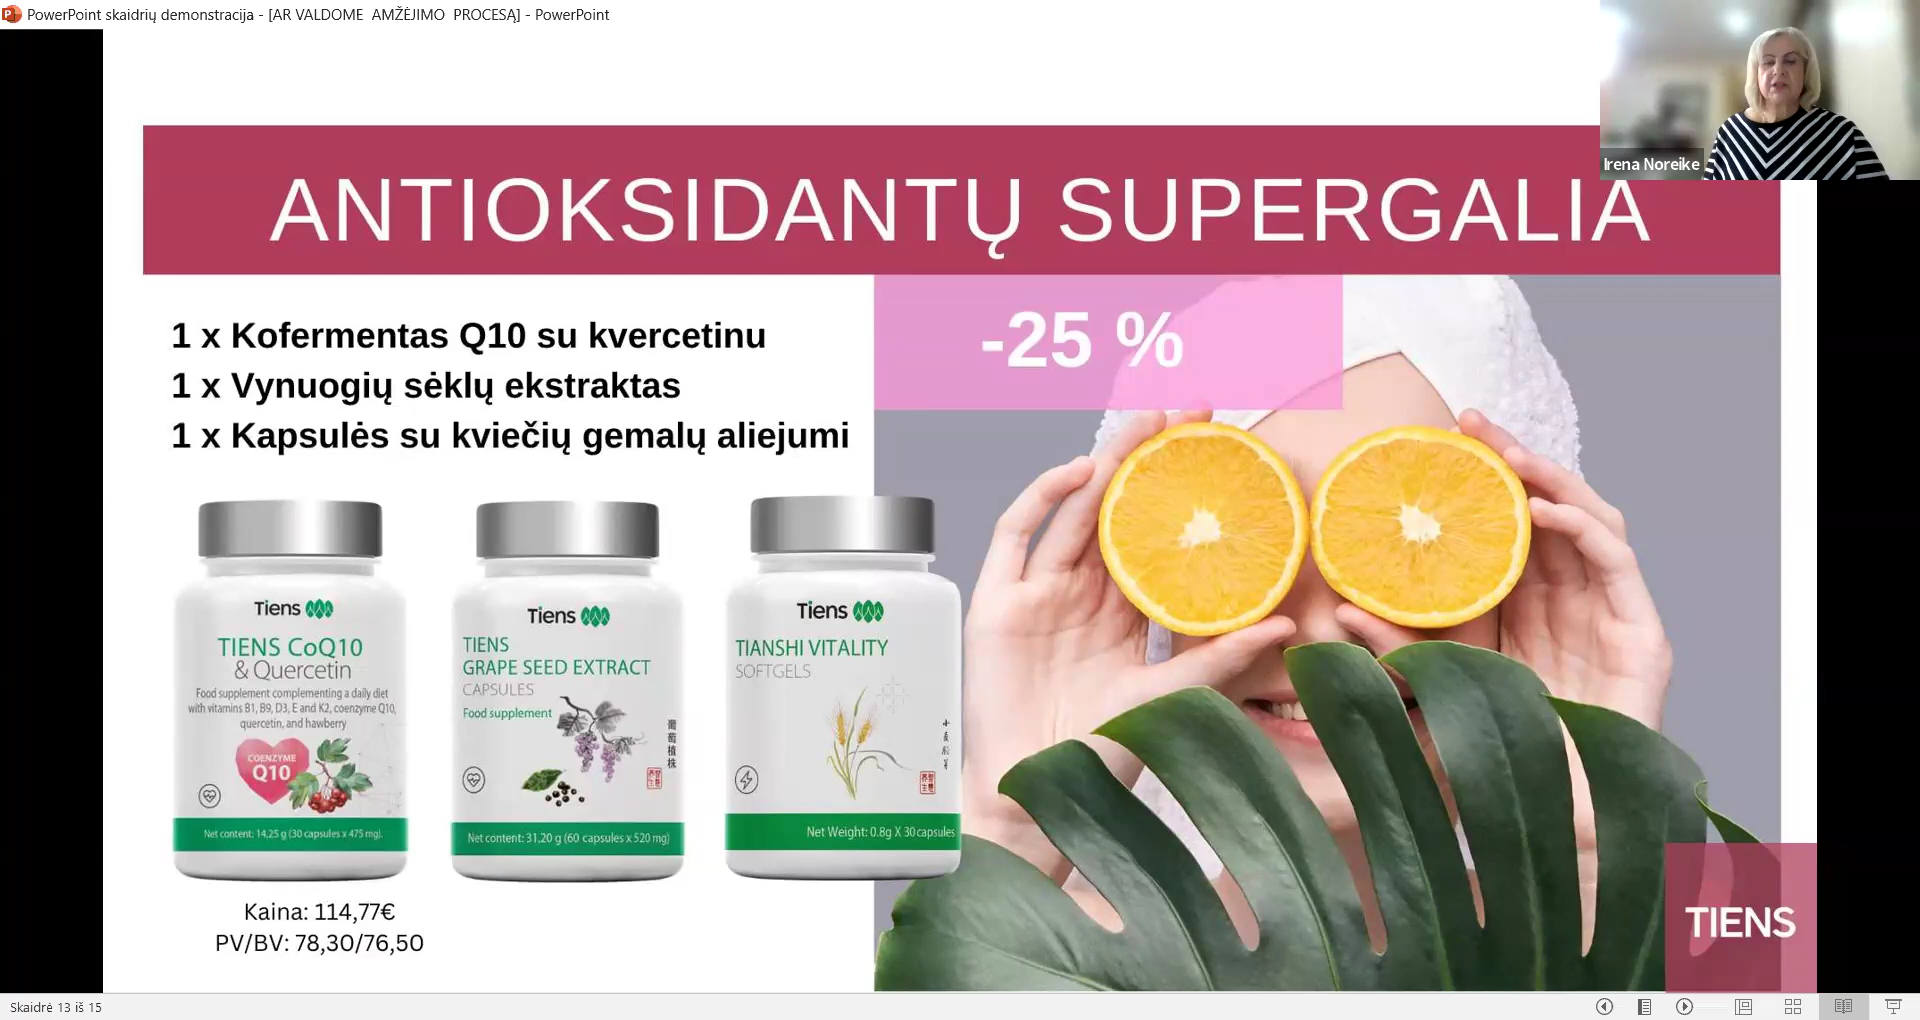 PowerPoint skaidrių demonstracija - [AR VALDOME AMŽĖJIMO PROCESĄ] - PowerPoint
Irena Noreike
ANTIOKSIDANTŲ SUPERGALIA
-25 %
1 x Kofermentas Q10 su kvercetinu
1 x Vynuogių sėklų ekstraktas
1 x Kapsulės su kviečių gemalų aliejumi
Tiens
TIENS CoQ10
& Quercetin
Food supplement complementing a daily diet
with vitamins B1, B9, D3, E and K2, coenzyme Q10,
quercetin, and hawberry
COENZYME
Q10
Net content: 14,25 g (30 capsules x 475 mg).
Tiens
TIENS
GRAPE SEED EXTRACT
CAPSULES
Food supplement
葡萄植株
Net content: 31,20 g (60 capsules x 520 mg)
Tiens
TIANSHI VITALITY
SOFTGELS
Net Weight: 0.8g X 30 capsules
Kaina: 114,77€
PV/BV: 78,30/76,50
TIENS
Skaidrė 13 iš 15